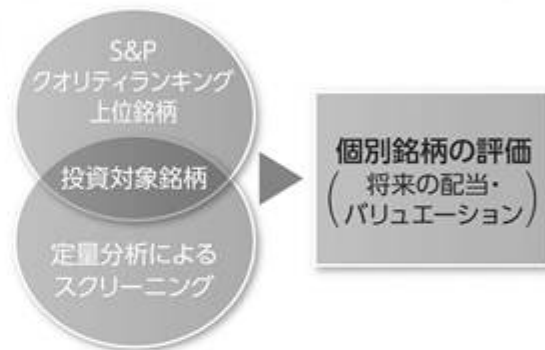 S&P
クオリティランキング
上位銘柄
投資対象銘柄
定量分析による
スクリーニング
個別銘柄の評価
(将来の配当・
バリュエーション)